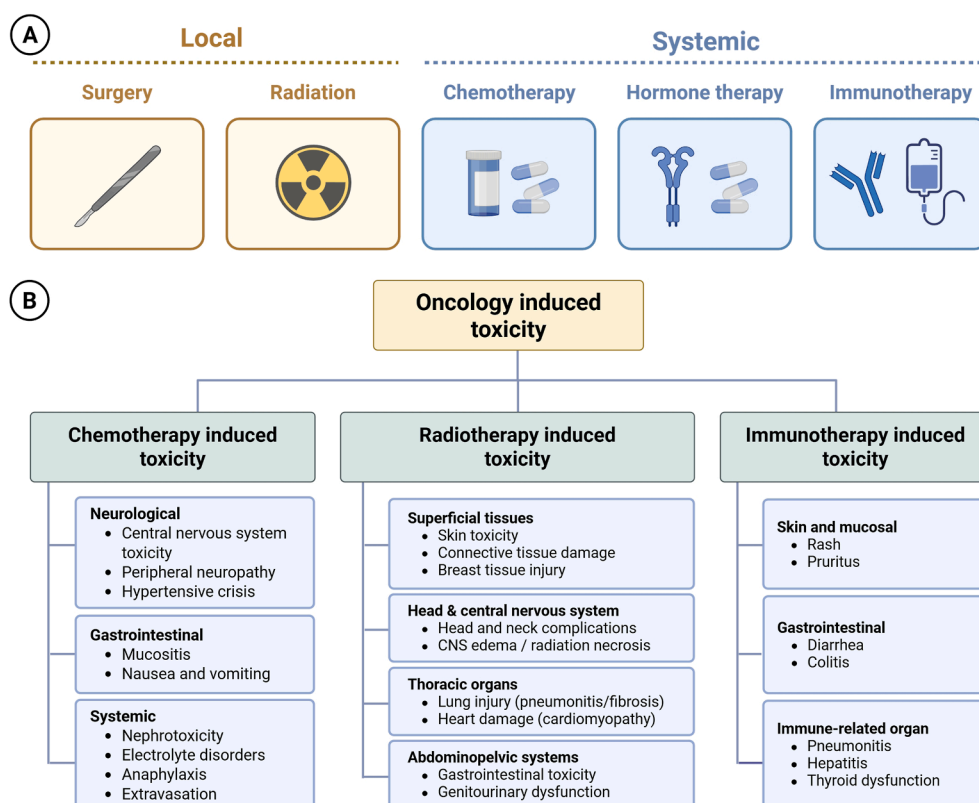 A
Local
Systemic
Surgery
Radiation
Chemotherapy
Hormone therapy
Immunotherapy
B
Oncology induced
toxicity
Chemotherapy induced
toxicity
Neurological
• Central nervous system
toxicity
• Peripheral neuropathy
• Hypertensive crisis
Gastrointestinal
• Mucositis
• Nausea and vomiting
Systemic
• Nephrotoxicity
• Electrolyte disorders
• Anaphylaxis
• Extravasation
Radiotherapy induced
toxicity
Superficial tissues
• Skin toxicity
• Connective tissue damage
• Breast tissue injury
Head & central nervous system
• Head and neck complications
• CNS edema / radiation necrosis
Thoracic organs
• Lung injury (pneumonitis/fibrosis)
• Heart damage (cardiomyopathy)
Abdominopelvic systems
• Gastrointestinal toxicity
• Genitourinary dysfunction
Immunotherapy induced
toxicity
Skin and mucosal
• Rash
• Pruritus
Gastrointestinal
• Diarrhea
• Colitis
Immune-related organ
• Pneumonitis
• Hepatitis
• Thyroid dysfunction